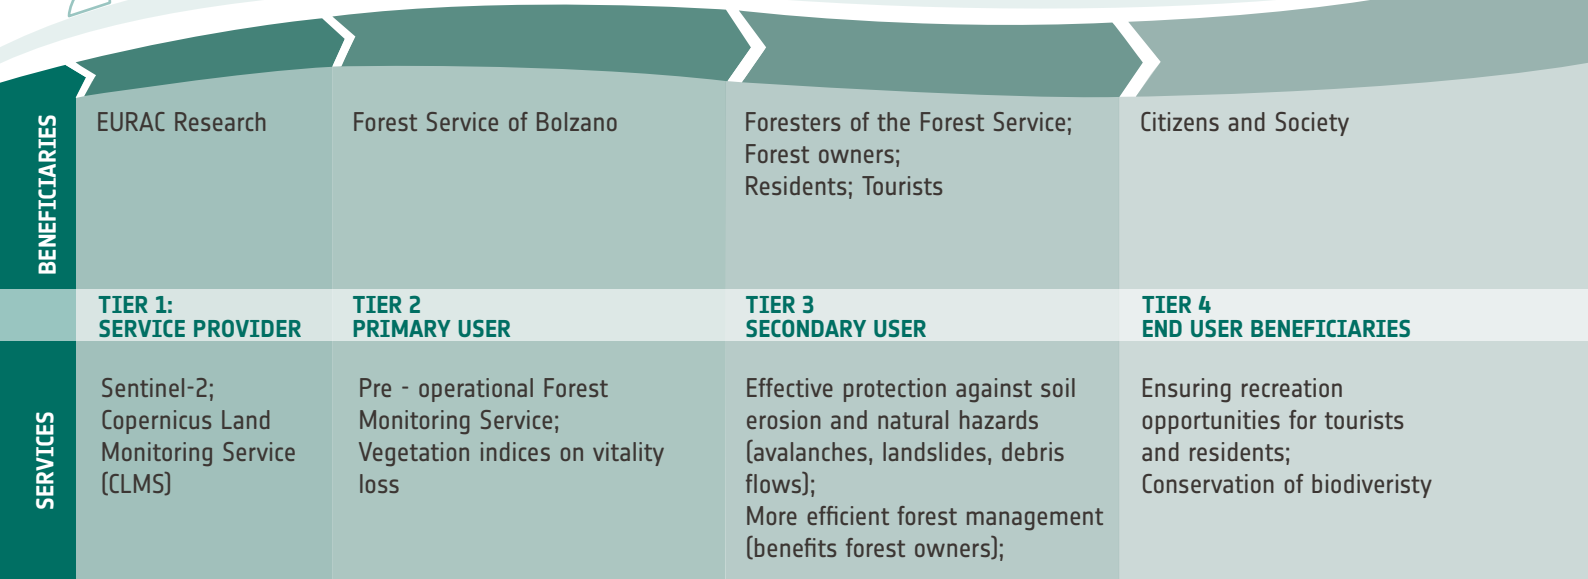 BENEFICIARIES
EURAC Research
Forest Service of Bolzano
Foresters of the Forest Service;
Forest owners;
Residents; Tourists
Citizens and Society
TIER 1:
SERVICE PROVIDER
TIER 2
PRIMARY USER
TIER 3
SECONDARY USER
TIER 4
END USER BENEFICIARIES
SERVICES
Sentinel-2;
Copernicus Land
Monitoring Service
(CLMS)
Pre - operational Forest
Monitoring Service;
Vegetation indices on vitality
loss
Effective protection against soil
erosion and natural hazards
(avalanches, landslides, debris
flows);
More efficient forest management
(benefits forest owners);
Ensuring recreation
opportunities for tourists
and residents;
Conservation of biodiveristy